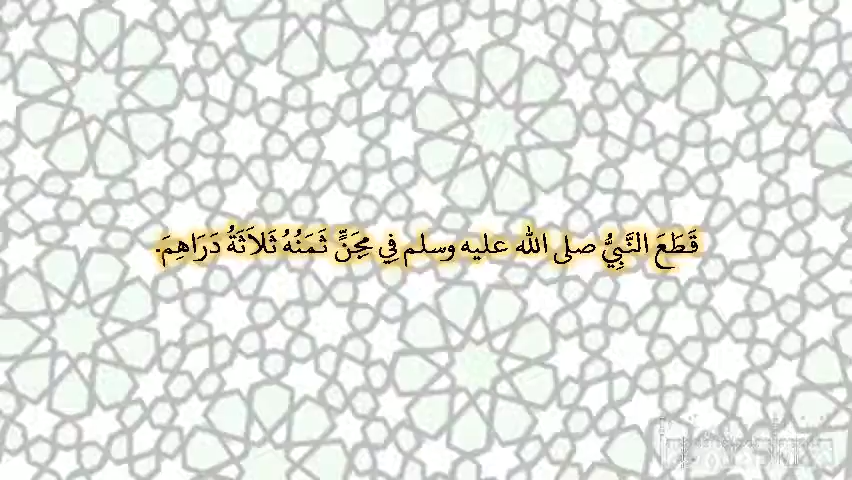 قَطَعَ النَّبِيُّ صلى الله عليه وسلم فِي مِجَنٍّ ثَمَنُهُ ثَلاَثَةُ دَرَاهِمَ.